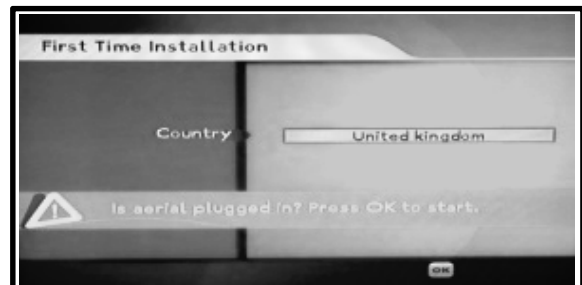 First Time Installation
Country
United kingdom
Is aerial plugged in? Press OK to start.
OK